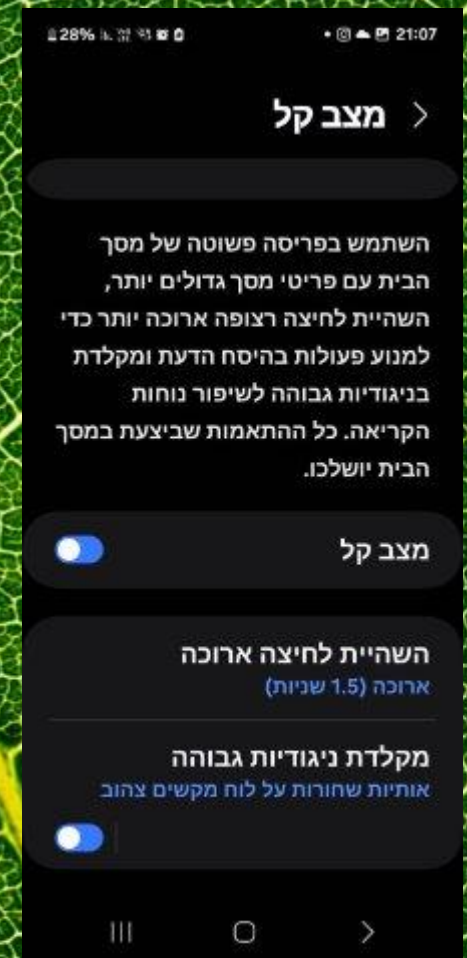 28% 21:07
מצב קל
השתמש בפריסה פשוטה של מסך
הבית עם פריטי מסך גדולים יותר,
השהיית לחיצה רצופה ארוכה יותר כדי
למנוע פעולות בהיסח הדעת ומקלדת
בניגודיות גבוהה לשיפור נוחות
הקריאה. כל ההתאמות שביצעת במסך
הבית יושלכו.
מצב קל
השהיית לחיצה ארוכה
ארוכה (1.5 שניות)
מקלדת ניגודיות גבוהה
אותיות שחורות על לוח מקשים צהוב